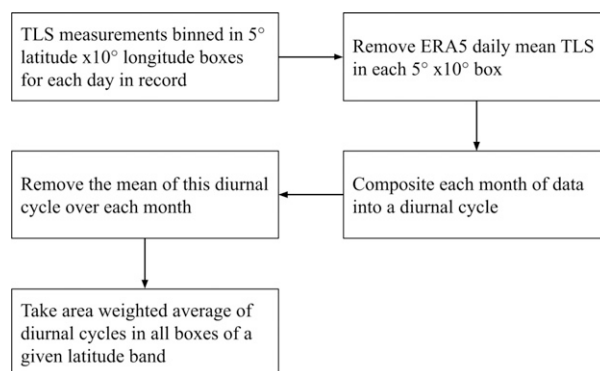 TLS measurements binned in 5°
latitude x10° longitude boxes
for each day in record
Remove ERA5 daily mean TLS
in each 5° x10° box
Composite each month of data
into a diurnal cycle
Remove the mean of this diurnal
cycle over each month
Take area weighted average of
diurnal cycles in all boxes of a
given latitude band